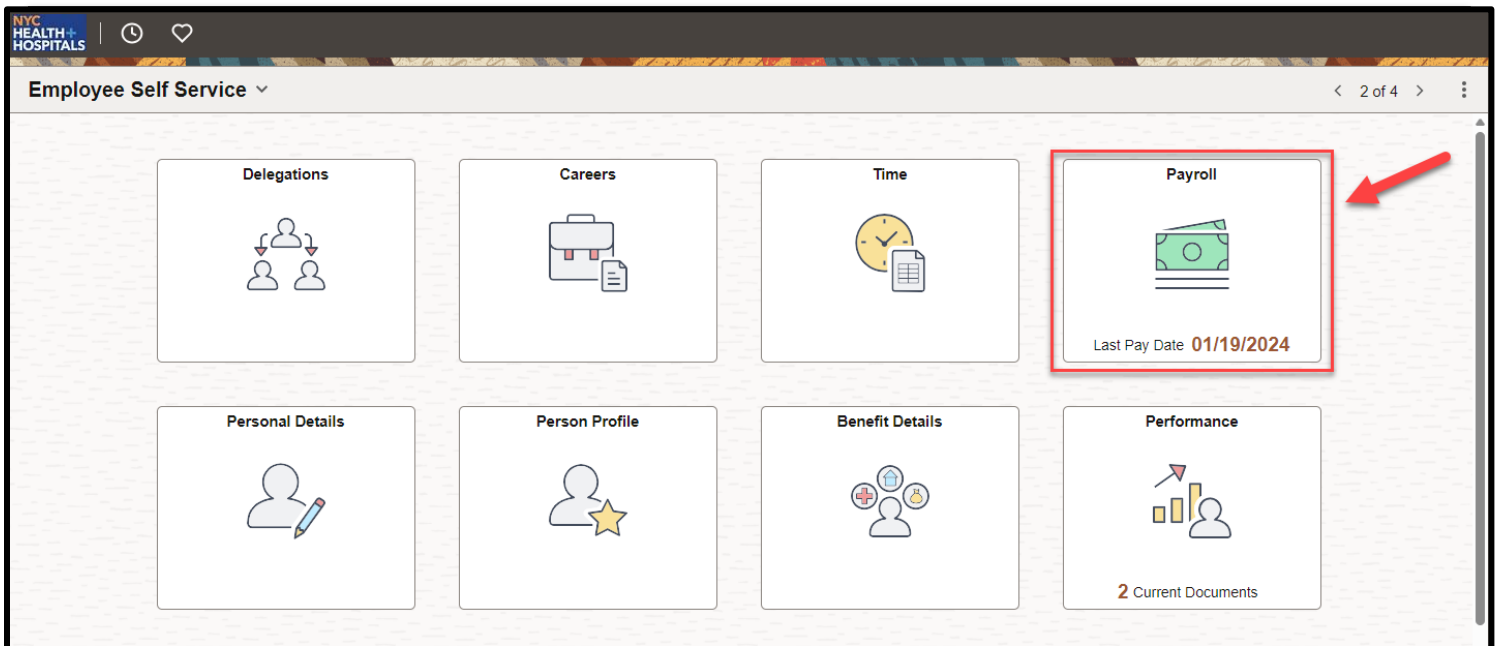 NYC
HEALTH+
HOSPITALS
Employee Self Service
2 of 4
Delegations
Careers
Time
Payroll
Last Pay Date 01/19/2024
Personal Details
Person Profile
Benefit Details
Performance
2 Current Documents